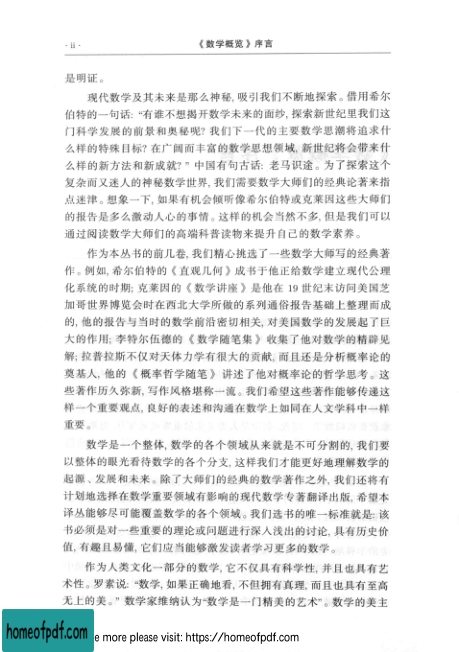 · ii ·
《数学概览》序言
是明证。
现代数学及其未来是那么神秘, 吸引我们不断地探索。借用希尔
伯特的一句话: “有谁不想揭开数学未来的面纱, 探索新世纪里我们这
门科学发展的前景和奥秘呢? 我们下一代的主要数学思潮将追求什
么样的特殊目标? 在广阔而丰富的数学思想领域, 新世纪将会带来什
么样的新方法和新成就? ” 中国有句古话: 老马识途。为了探索这个
复杂而又迷人的神秘数学世界, 我们需要数学大师们的经典论著来指
点迷津。想象一下, 如果有机会倾听像希尔伯特或克莱因这些大师们
的报告是多么激动人心的事情。这样的机会当然不多, 但是我们可以
通过阅读数学大师们的高端科普读物来提升自己的数学素养。
作为本丛书的前几卷, 我们精心挑选了一些数学大师写的经典著
作。例如, 希尔伯特的《直观几何》成书于他正给数学建立现代公理
化系统的时期; 克莱因的《数学讲座》是他在 19 世纪末访问美国芝
加哥世界博览会时在西北大学所做的系列通俗报告基础上整理而成
的, 他的报告与当时的数学前沿密切相关, 对美国数学的发展起了巨
大的作用; 李特尔伍德的《数学随笔集》收集了他对数学的精辟见
解; 拉普拉斯不仅对天体力学有很大的贡献, 而且还是分析概率论的
奠基人, 他的《概率哲学随笔》讲述了他对概率论的哲学思考。这
些著作历久弥新, 写作风格堪称一流。我们希望这些著作能够传递这
样一个重要观点, 良好的表述和沟通在数学上如同在人文学科中一样
重要。
数学是一个整体, 数学的各个领域从来就是不可分割的, 我们要
以整体的眼光看待数学的各个分支, 这样我们才能更好地理解数学的
起源、发展和未来。除了大师们的经典的数学著作之外, 我们还将有
计划地选择在数学重要领域有影响的现代数学专著翻译出版, 希望本
译丛能够尽可能覆盖数学的各个领域。我们选书的唯一标准就是: 该
书必须是对一些重要的理论或问题进行深入浅出的讨论, 具有历史价
值, 有趣且易懂, 它们应当能够激发读者学习更多的数学。
作为人类文化一部分的数学, 它不仅具有科学性, 并且也具有艺
术性。罗素说: “数学, 如果正确地看, 不但拥有真理, 而且也具有至高
无上的美。” 数学家维纳认为“数学是一门精美的艺术”。数学的美主
homeofpdf.com
e more please visit: https://homeofpdf.com